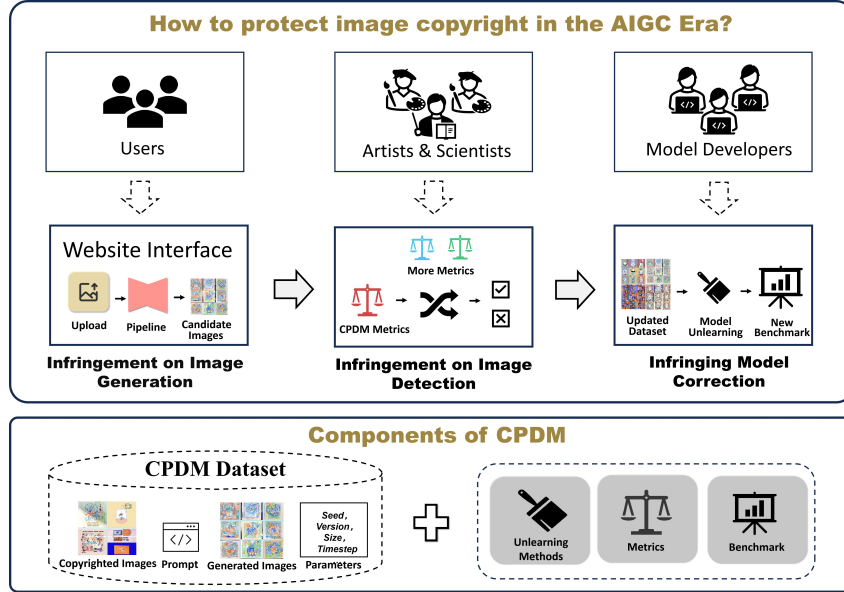 How to protect image copyright in the AIGC Era?
Users
Artists & Scientists
Model Developers
Website Interface
Upload
Pipeline
Candidate
Images
Infringement on Image
Generation
More Metrics
CPDM Metrics
Infringement on Image
Detection
Updated
Dataset
Model
Unlearning
New
Benchmark
Infringing Model
Correction
Components of CPDM
CPDM Dataset
Copyrighted Images
Prompt
Generated Images
Seed,
Version,
Size,
Timestep
Parameters
Unlearning
Methods
Metrics
Benchmark